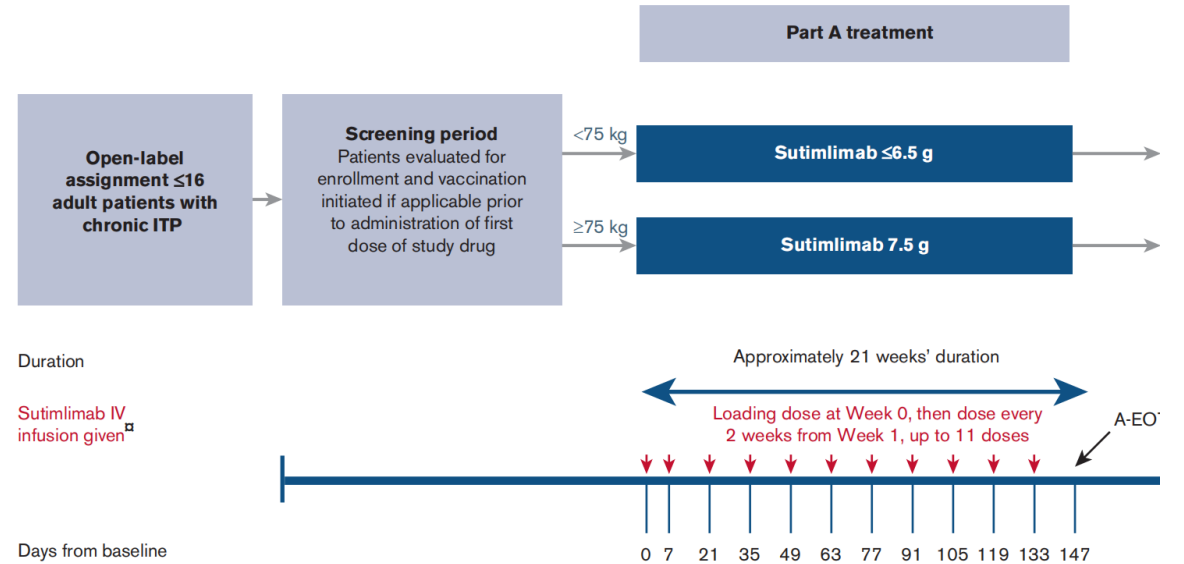 Part A treatment
Open-label
assignment ≤16
adult patients with
chronic ITP
Screening period
Patients evaluated for
enrollment and vaccination
initiated if applicable prior
to administration of first
dose of study drug
<75 kg
Sutimlimab ≤6.5 g
≥75 kg
Sutimlimab 7.5 g
Duration
Approximately 21 weeks' duration
Sutimlimab IV
infusion given¤
Loading dose at Week 0, then dose every
2 weeks from Week 1, up to 11 doses
A-EO
Days from baseline
0 7 21 35 49 63 77 91 105 119 133 147